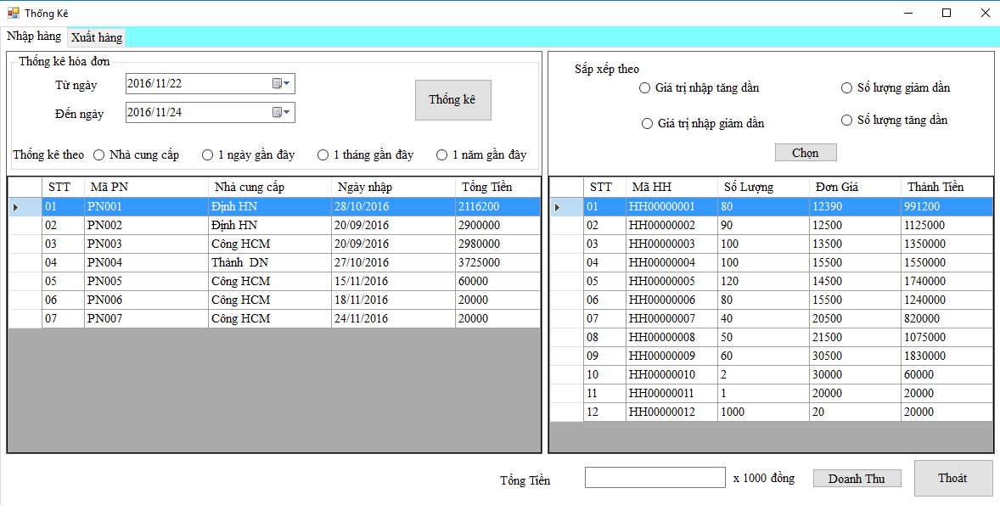 Thống Kê
Nhập hàng Xuất hàng
Thống kê hóa đơn
Từ ngày 2016/11/22
Đến ngày 2016/11/24
Thống kê
Thống kê theo Nhà cung cấp 1 ngày gần đây 1 tháng gần đây 1 năm gần đây
STT Mã PN Nhà cung cấp Ngày nhập Tổng Tiền
01 PN001 Định HN 28/10/2016 2116200
02 PN002 Định HN 20/09/2016 2900000
03 PN003 Công HCM 20/09/2016 2980000
04 PN004 Thành DN 27/10/2016 3725000
05 PN005 Công HCM 15/11/2016 60000
06 PN006 Công HCM 18/11/2016 20000
07 PN007 Công HCM 24/11/2016 20000
Sắp xếp theo
Giá trị nhập tăng dần Số lượng giảm dần
Giá trị nhập giảm dần Số lượng tăng dần
Chọn
STT Mã HH Số Lượng Đơn Giá Thành Tiền
01 HH00000001 80 12390 991200
02 HH00000002 90 12500 1125000
03 HH00000003 100 13500 1350000
04 HH00000004 100 15500 1550000
05 HH00000005 120 14500 1740000
06 HH00000006 80 15500 1240000
07 HH00000007 40 20500 820000
08 HH00000008 50 21500 1075000
09 HH00000009 60 30500 1830000
10 HH00000010 2 30000 60000
11 HH00000011 1 20000 20000
12 HH00000012 1000 20 20000
Tổng Tiền x 1000 đồng Doanh Thu Thoát